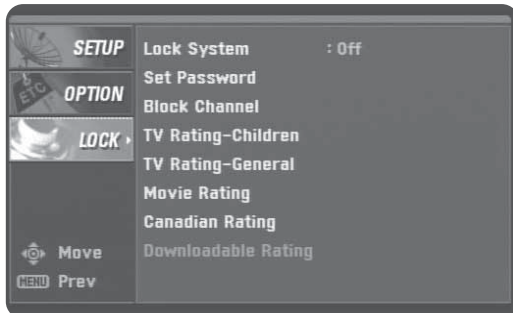 SETUP
OPTION
ETC
LOCK
Lock System : Off
Set Password
Block Channel
TV Rating-Children
TV Rating-General
Movie Rating
Canadian Rating
Downloadable Rating
Move
MENU Prev